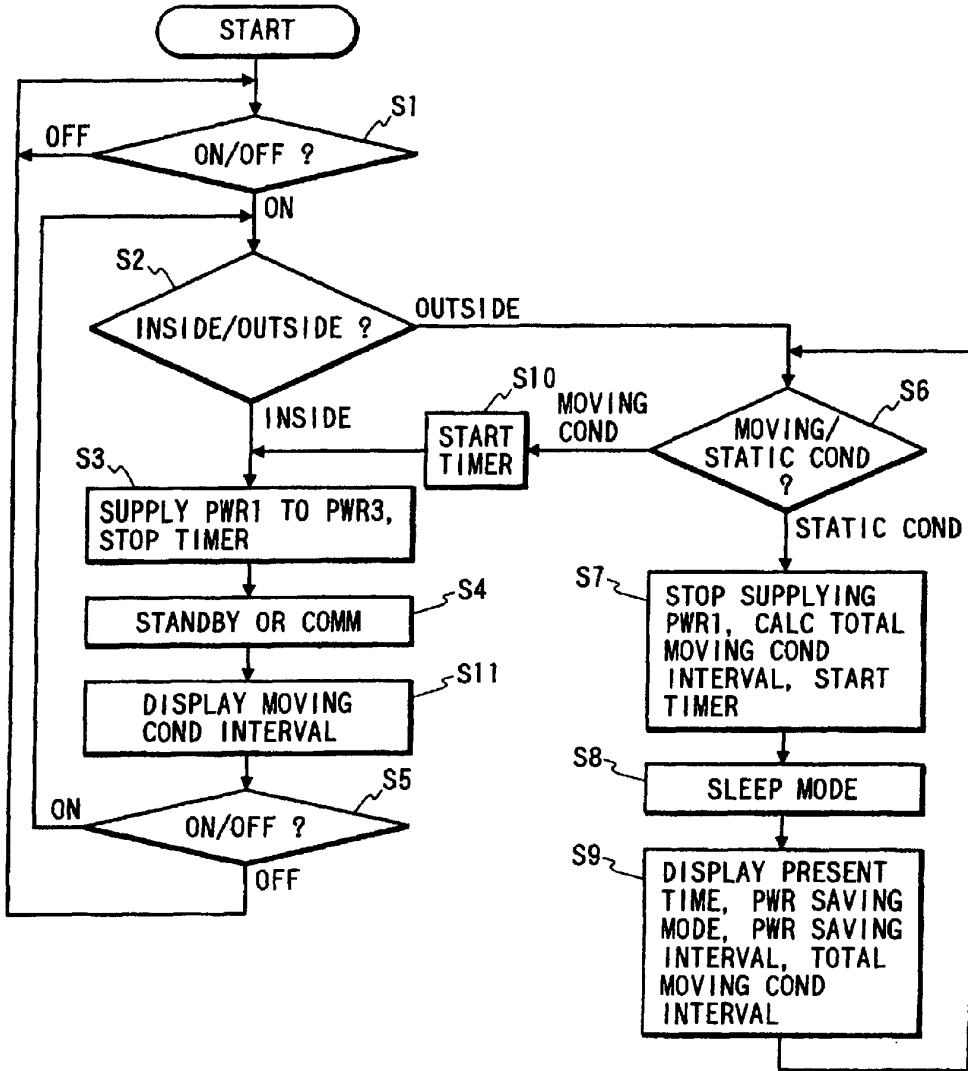 START
S1
OFF
ON/OFF ?
ON
S2
INSIDE/OUTSIDE ?
OUTSIDE
INSIDE
S10
START
TIMER
MOVING
COND
S6
MOVING/
STATIC COND
?
STATIC COND
S3
SUPPLY PWR1 TO PWR3,
STOP TIMER
S4
STANDBY OR COMM
S11
DISPLAY MOVING
COND INTERVAL
S5
ON
ON/OFF ?
OFF
S7
STOP SUPPLYING
PWR1, CALC TOTAL
MOVING COND
INTERVAL, START
TIMER
S8
SLEEP MODE
S9
DISPLAY PRESENT
TIME, PWR SAVING
MODE, PWR SAVING
INTERVAL, TOTAL
MOVING COND
INTERVAL